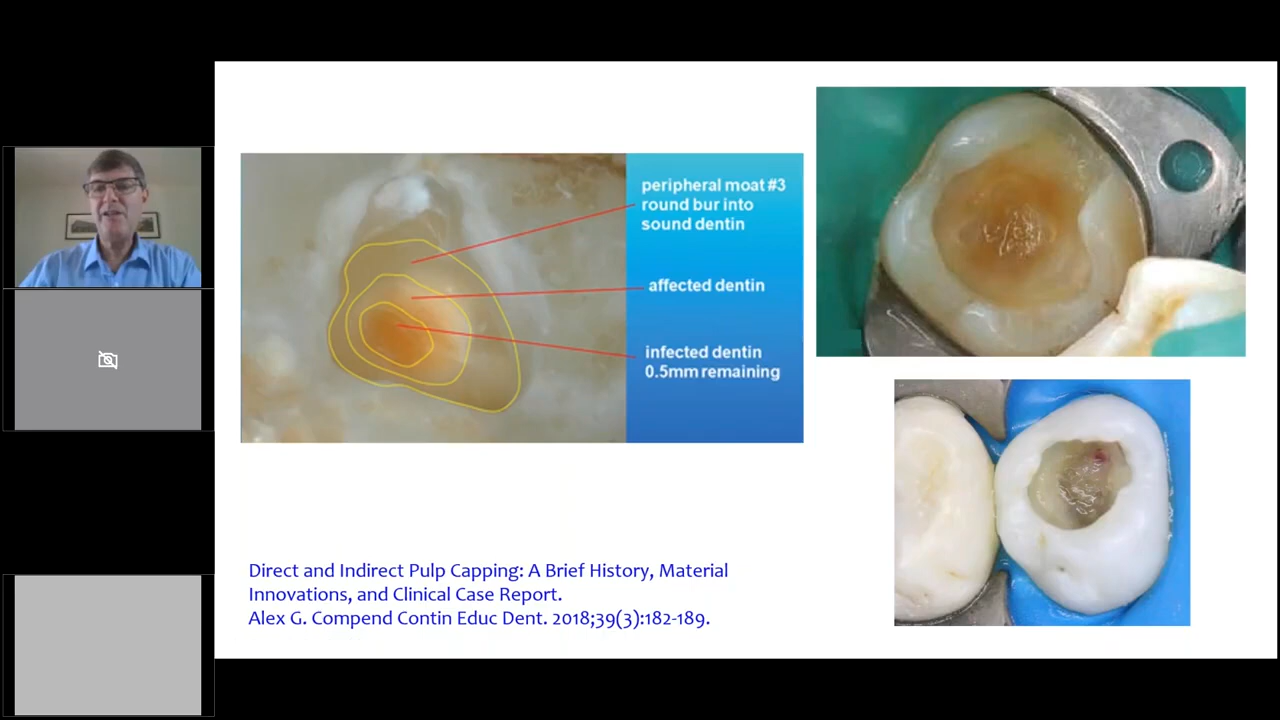 peripheral moat #3
round bur into
sound dentin
affected dentin
infected dentin
0.5mm remaining
Direct and Indirect Pulp Capping: A Brief History, Material
Innovations, and Clinical Case Report.
Alex G. Compend Contin Educ Dent. 2018;39(3):182-189.